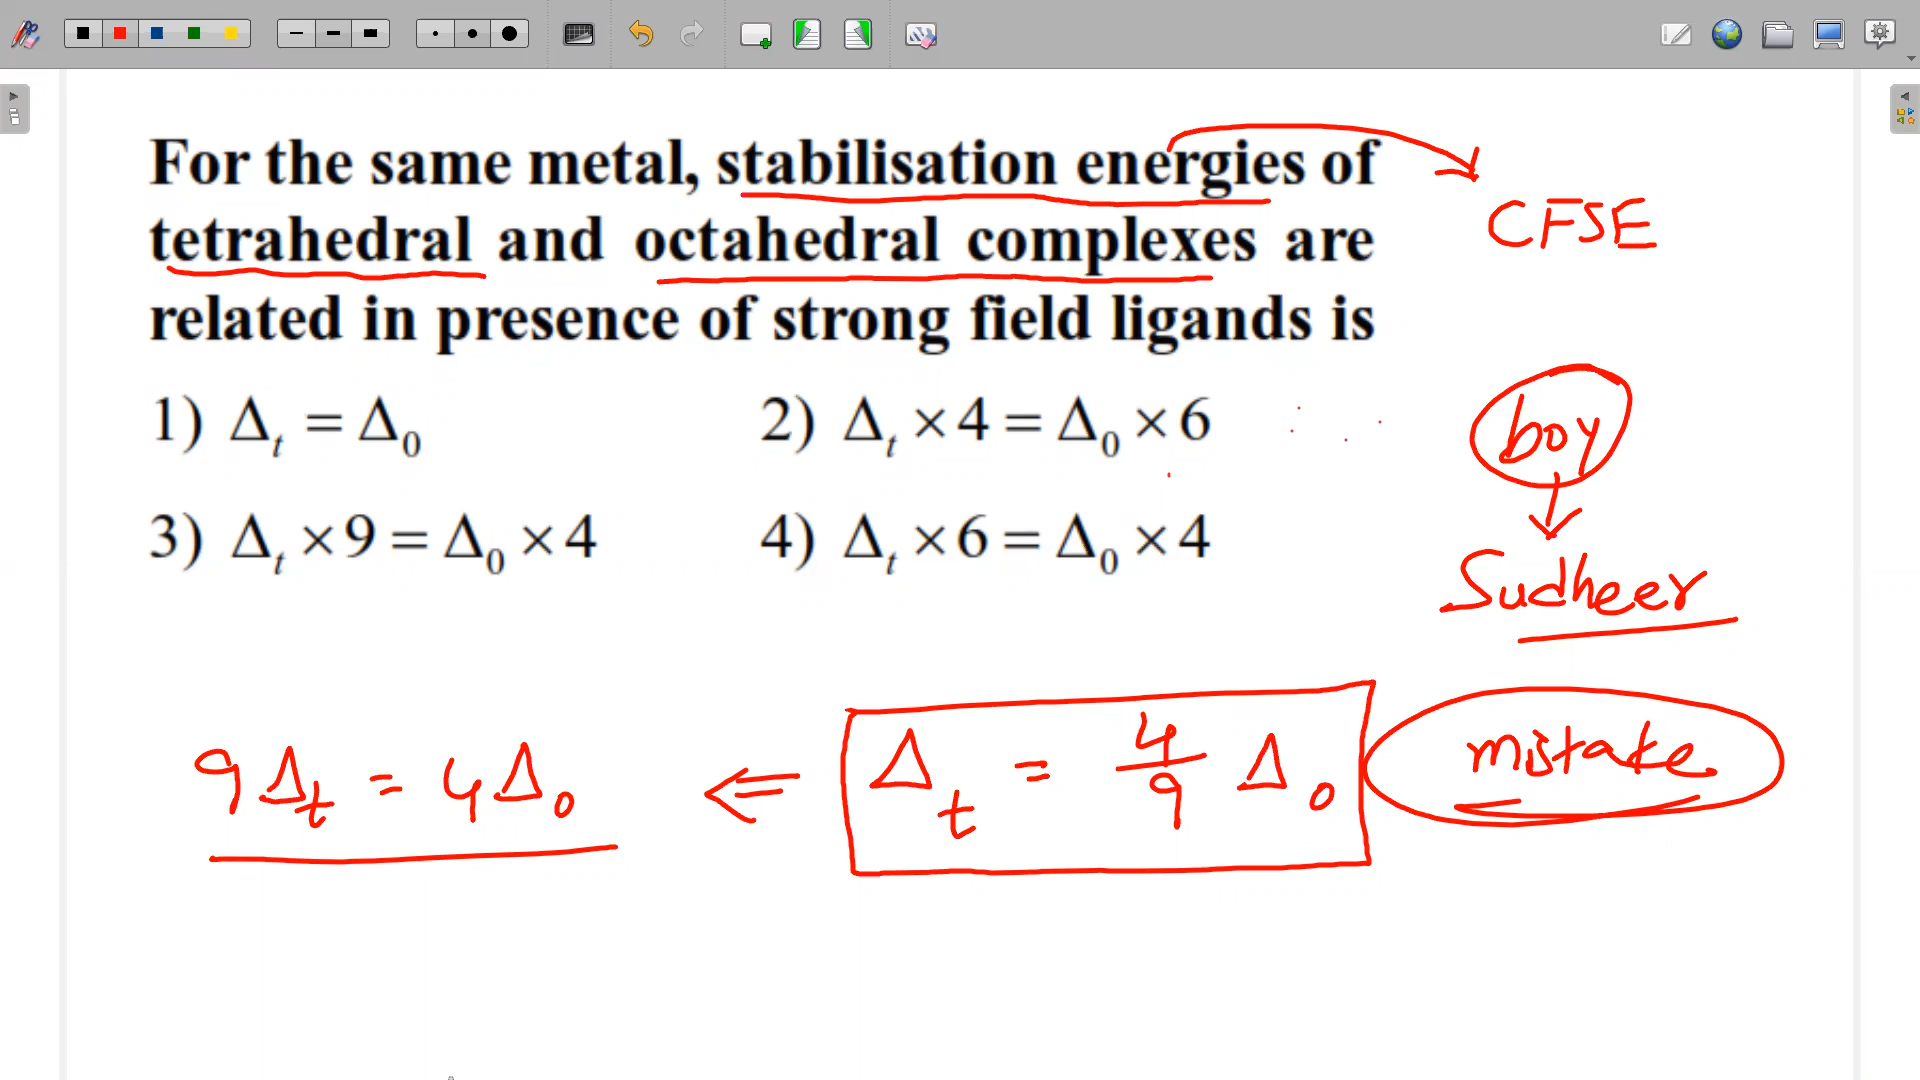 For the same metal, stabilisation energies of
tetrahedral and octahedral complexes are
related in presence of strong field ligands is
CFSE
1) Δt = Δ0
2) Δt × 4 = Δ0 × 6
3) Δt × 9 = Δ0 × 4
4) Δt × 6 = Δ0 × 4
boy
Sudheer
9Δt = 4Δo
Δt = 4/9 Δo
mistake